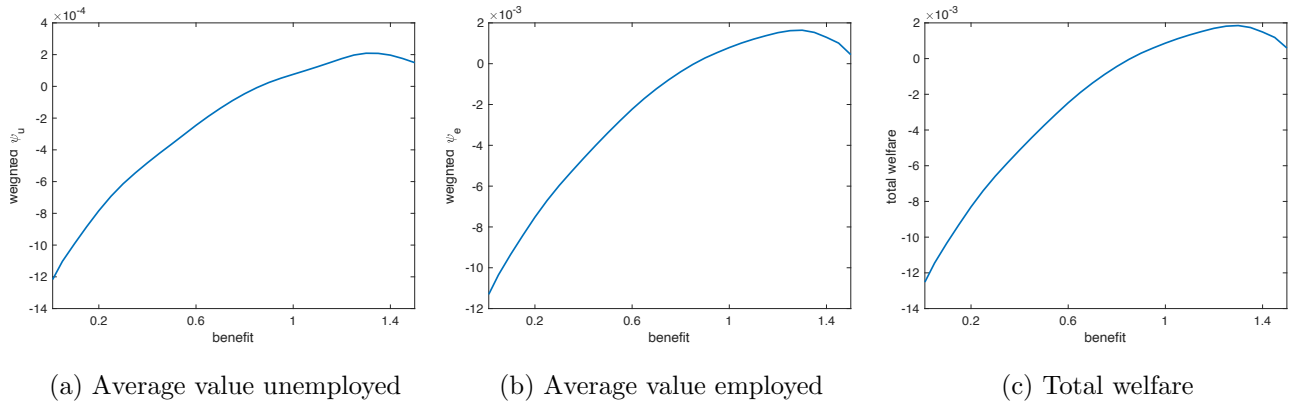 ×10⁻⁴
4
2
0
-2
-4
-6
-8
-10
-12
-14
weighted ψ_u
0.2 0.6 1 1.4
benefit
(a) Average value unemployed
×10⁻³
2
0
-2
-4
-6
-8
-10
-12
weighted ψ_e
0.2 0.6 1 1.4
benefit
(b) Average value employed
×10⁻³
2
0
-2
-4
-6
-8
-10
-12
-14
total welfare
0.2 0.6 1 1.4
benefit
(c) Total welfare